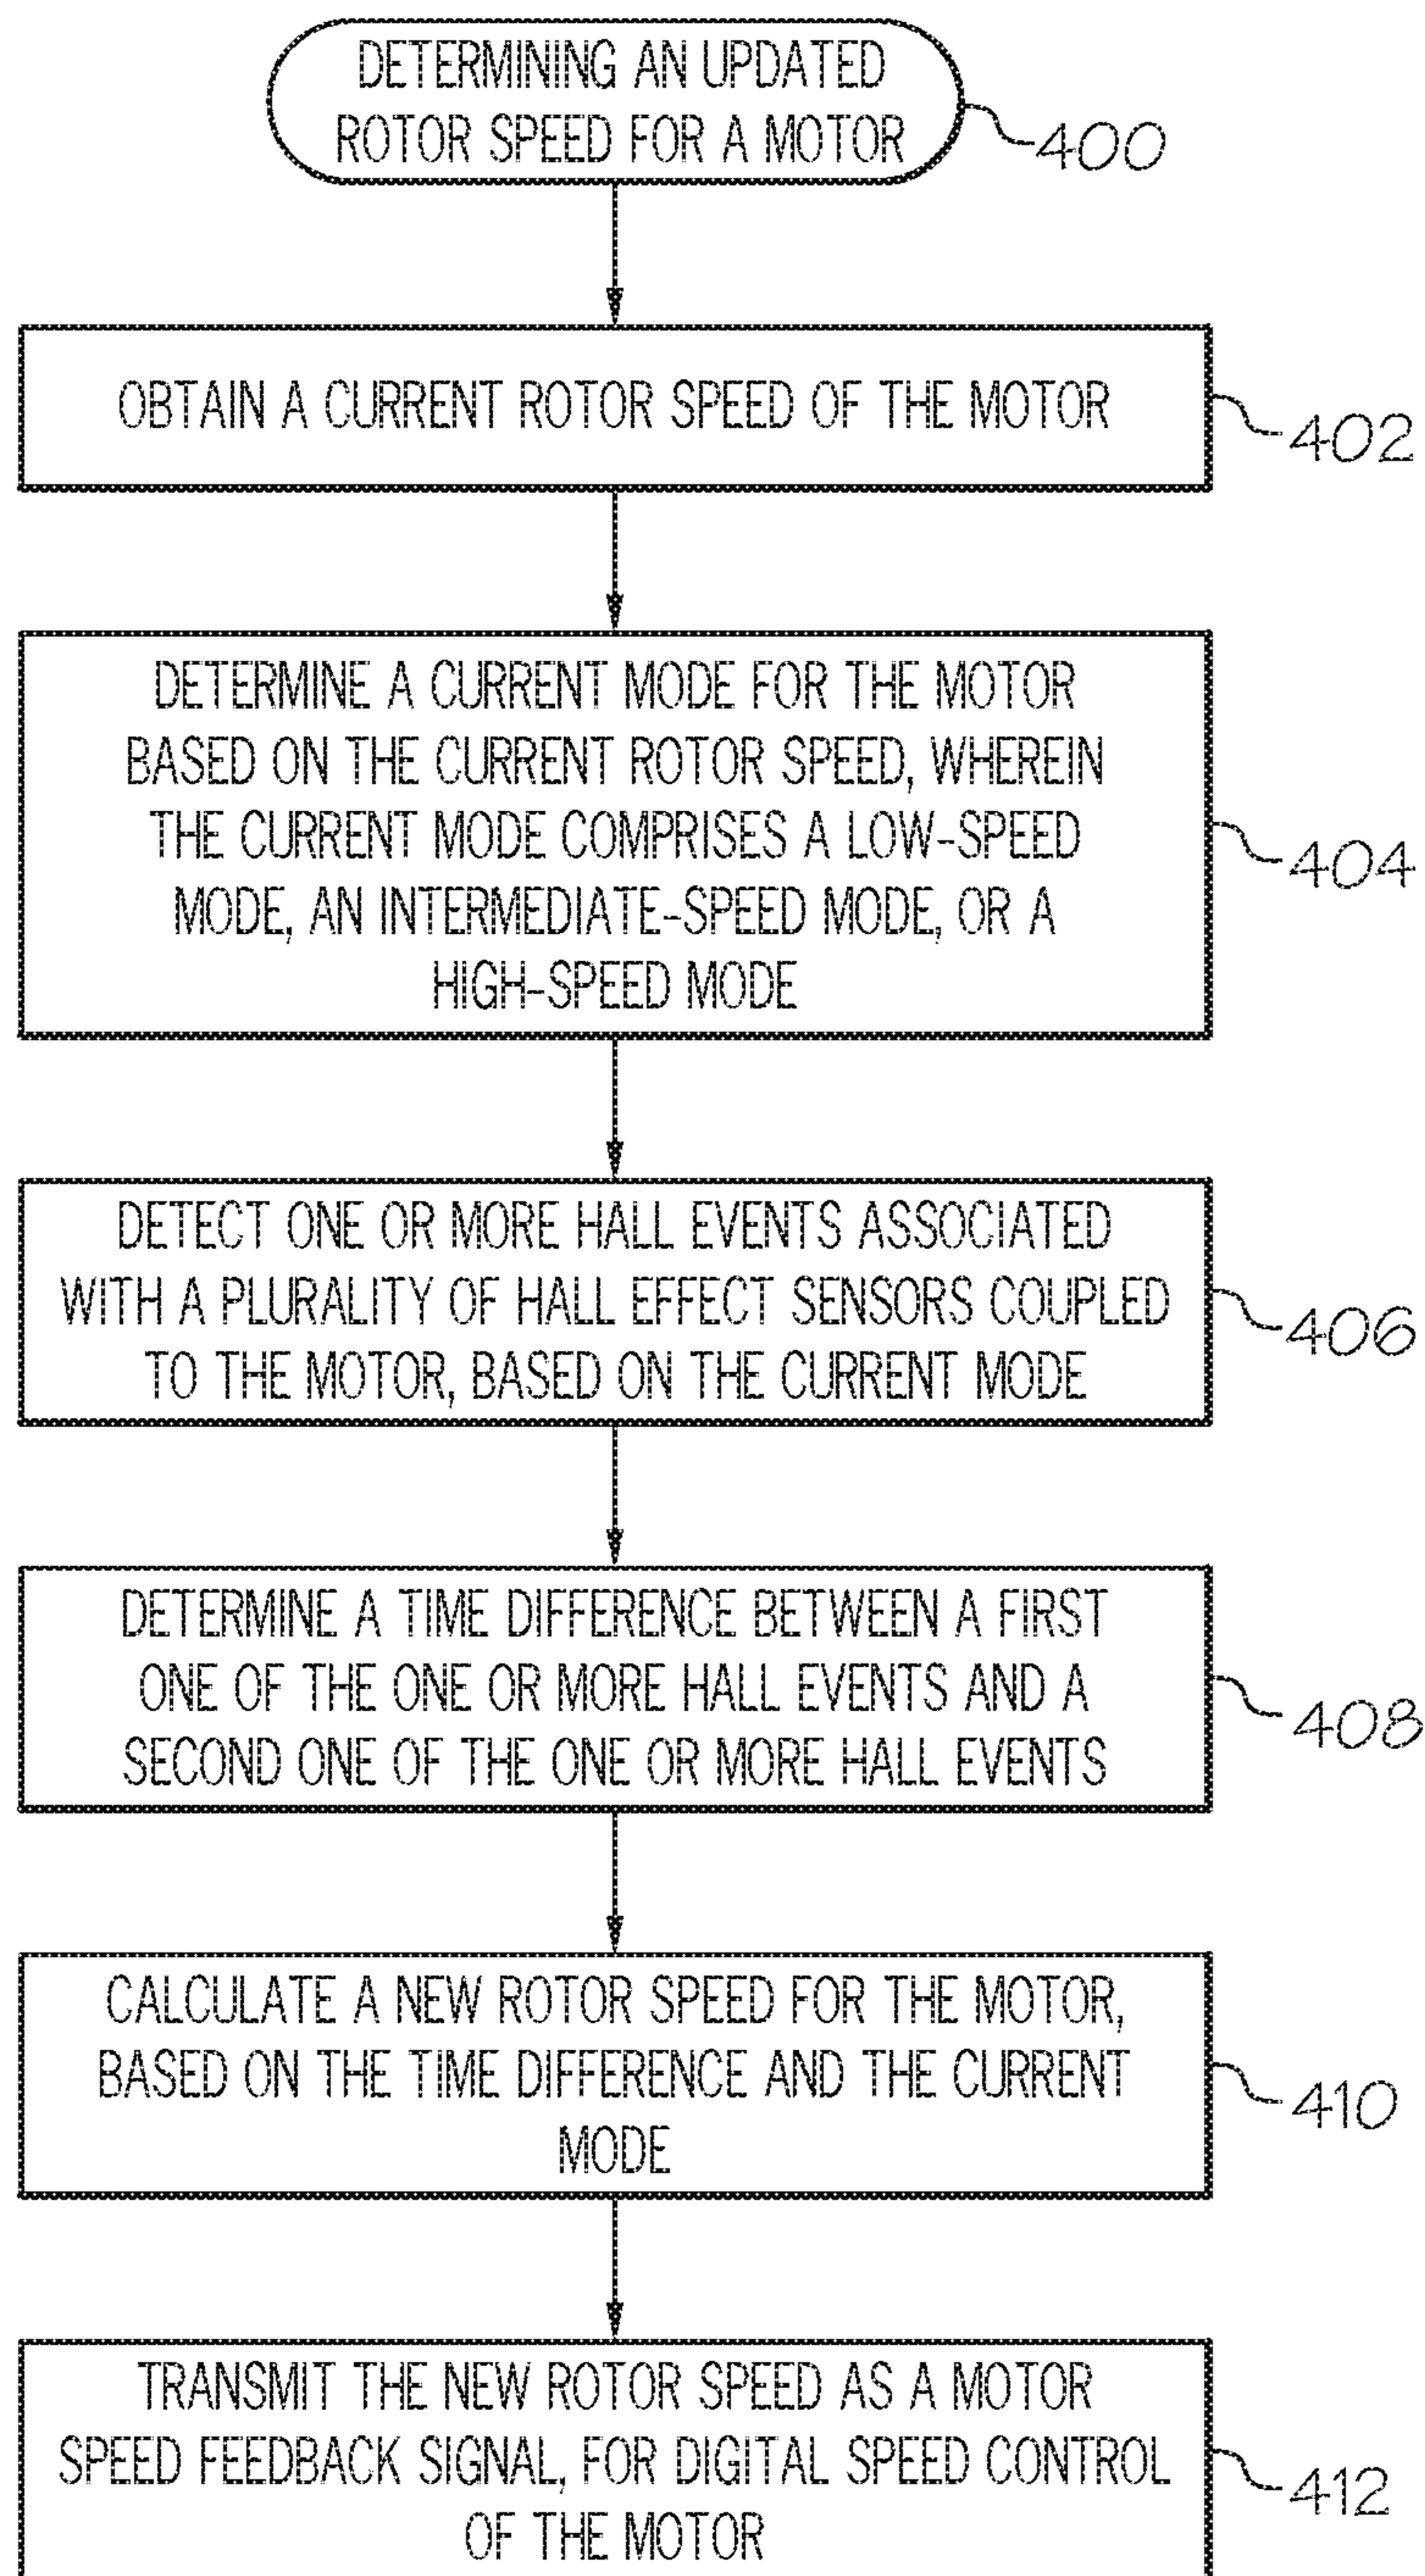 DETERMINING AN UPDATED
ROTOR SPEED FOR A MOTOR
400
OBTAIN A CURRENT ROTOR SPEED OF THE MOTOR
402
DETERMINE A CURRENT MODE FOR THE MOTOR
BASED ON THE CURRENT ROTOR SPEED, WHEREIN
THE CURRENT MODE COMPRISES A LOW-SPEED
MODE, AN INTERMEDIATE-SPEED MODE, OR A
HIGH-SPEED MODE
404
DETECT ONE OR MORE HALL EVENTS ASSOCIATED
WITH A PLURALITY OF HALL EFFECT SENSORS COUPLED
TO THE MOTOR, BASED ON THE CURRENT MODE
406
DETERMINE A TIME DIFFERENCE BETWEEN A FIRST
ONE OF THE ONE OR MORE HALL EVENTS AND A
SECOND ONE OF THE ONE OR MORE HALL EVENTS
408
CALCULATE A NEW ROTOR SPEED FOR THE MOTOR,
BASED ON THE TIME DIFFERENCE AND THE CURRENT
MODE
410
TRANSMIT THE NEW ROTOR SPEED AS A MOTOR
SPEED FEEDBACK SIGNAL, FOR DIGITAL SPEED CONTROL
OF THE MOTOR
412